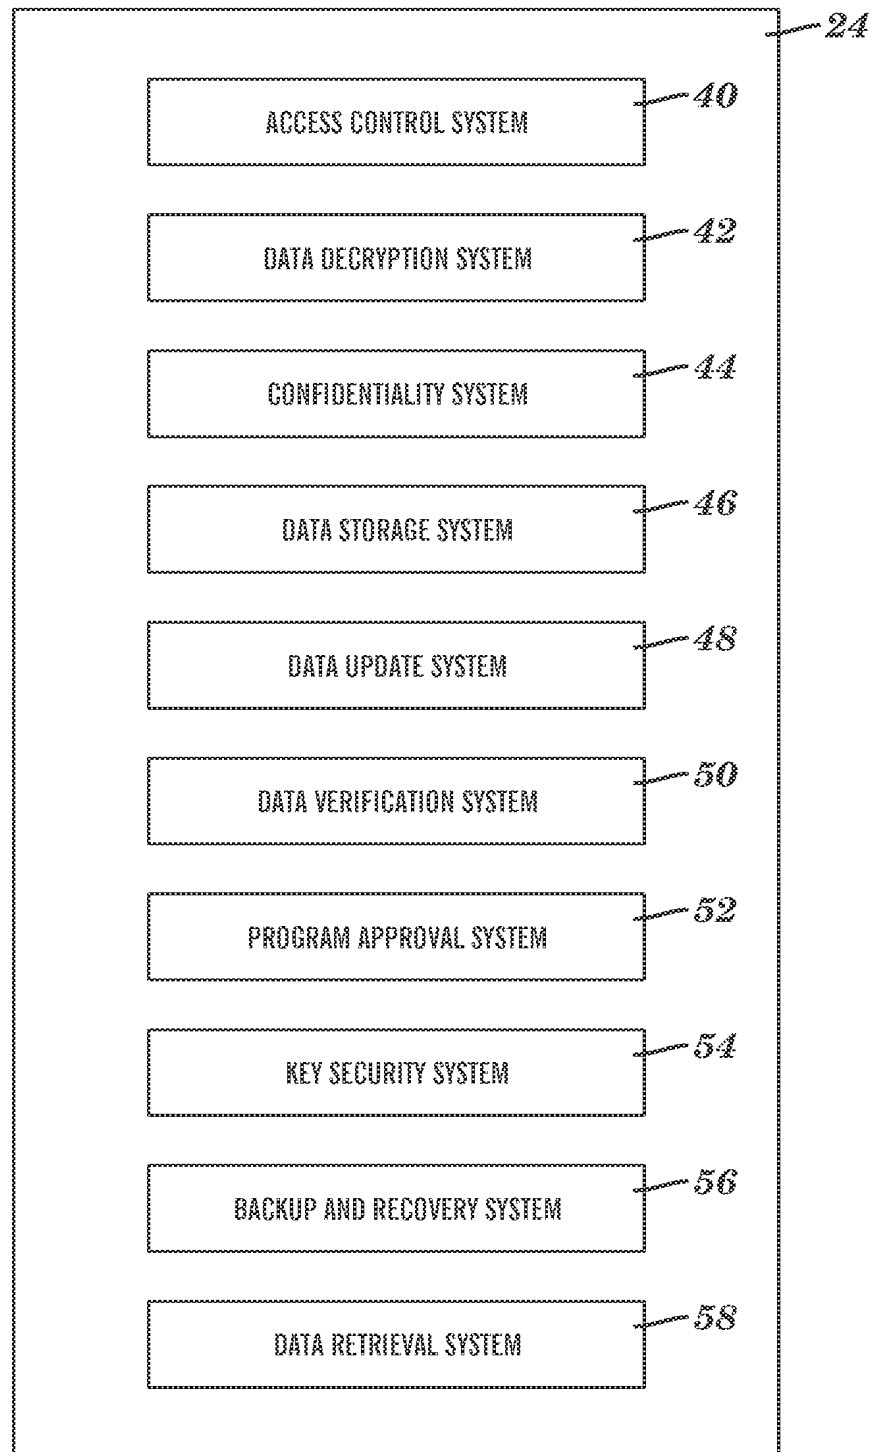 24
ACCESS CONTROL SYSTEM 40
DATA DECRYPTION SYSTEM 42
CONFIDENTIALITY SYSTEM 44
DATA STORAGE SYSTEM 46
DATA UPDATE SYSTEM 48
DATA VERIFICATION SYSTEM 50
PROGRAM APPROVAL SYSTEM 52
KEY SECURITY SYSTEM 54
BACKUP AND RECOVERY SYSTEM 56
DATA RETRIEVAL SYSTEM 58